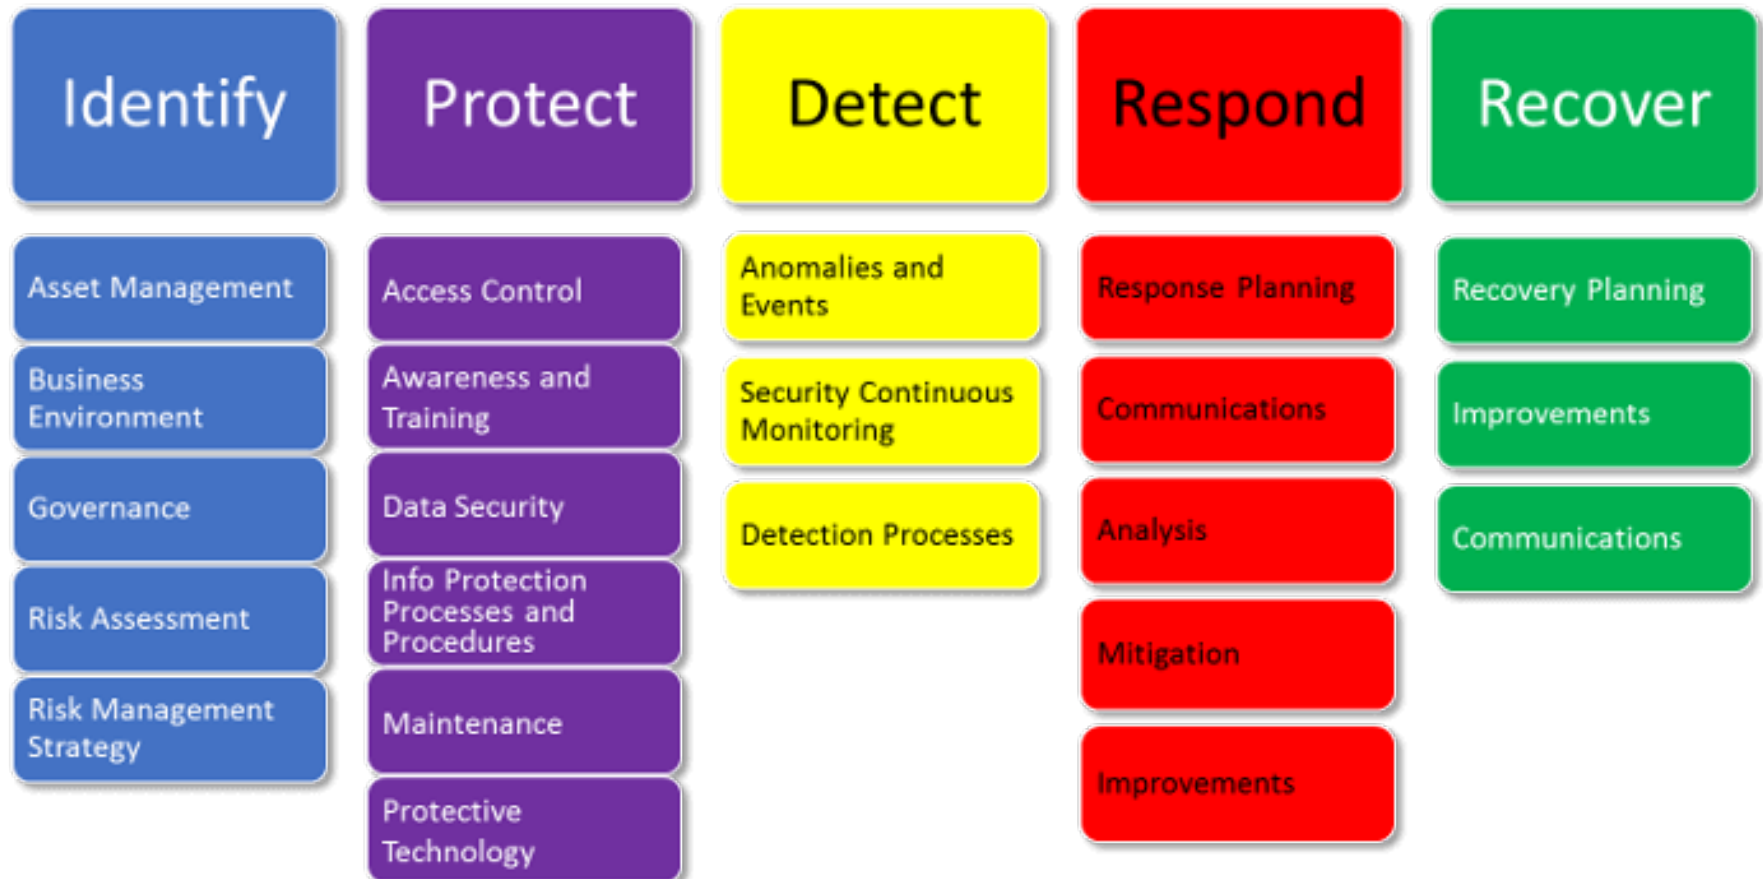 Identify
Protect
Detect
Respond
Recover
Asset Management
Business
Environment
Governance
Risk Assessment
Risk Management
Strategy
Access Control
Awareness and
Training
Data Security
Info Protection
Processes and
Procedures
Maintenance
Protective
Technology
Anomalies and
Events
Security Continuous
Monitoring
Detection Processes
Response Planning
Communications
Analysis
Mitigation
Improvements
Recovery Planning
Improvements
Communications